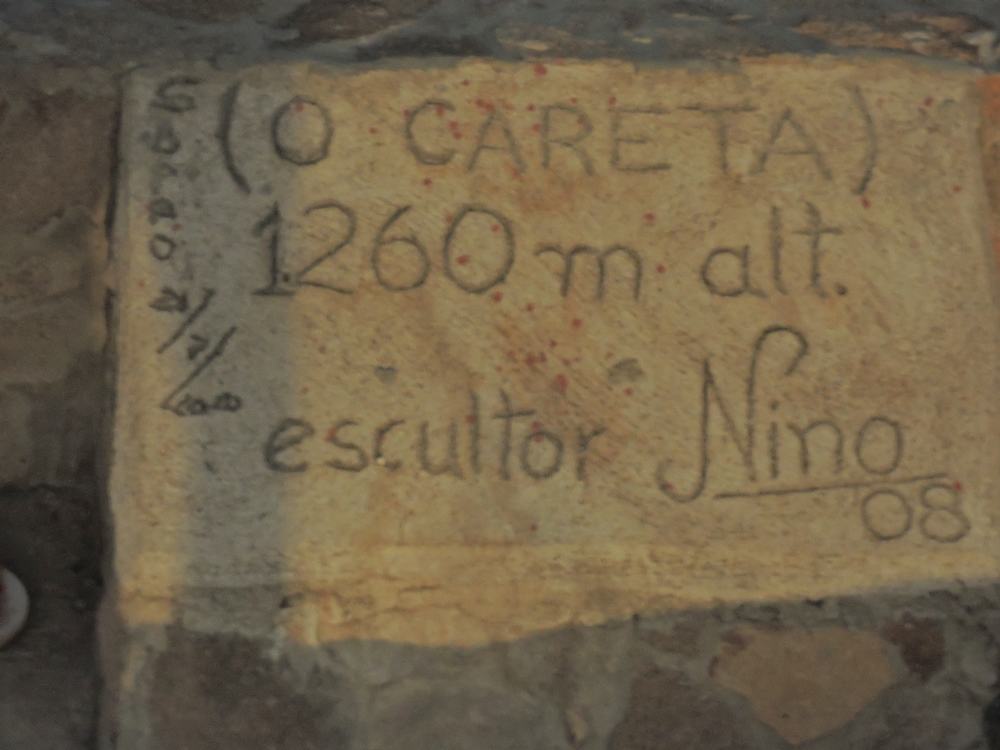 (O CARETA)
1260 m alt.
escultor Nino
08